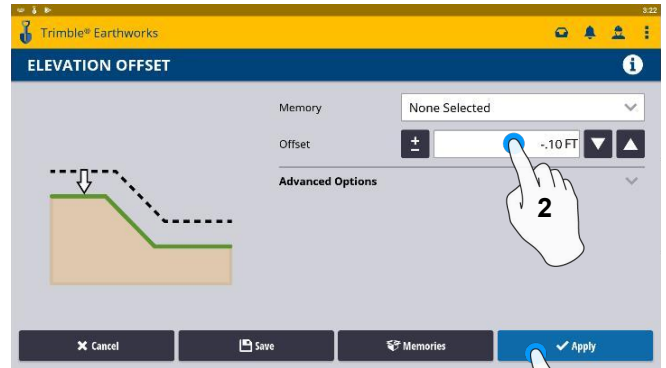 3:22
Trimble® Earthworks
ELEVATION OFFSET
Memory None Selected
Offset ± -.10 FT
Advanced Options
2
Cancel Save Memories Apply